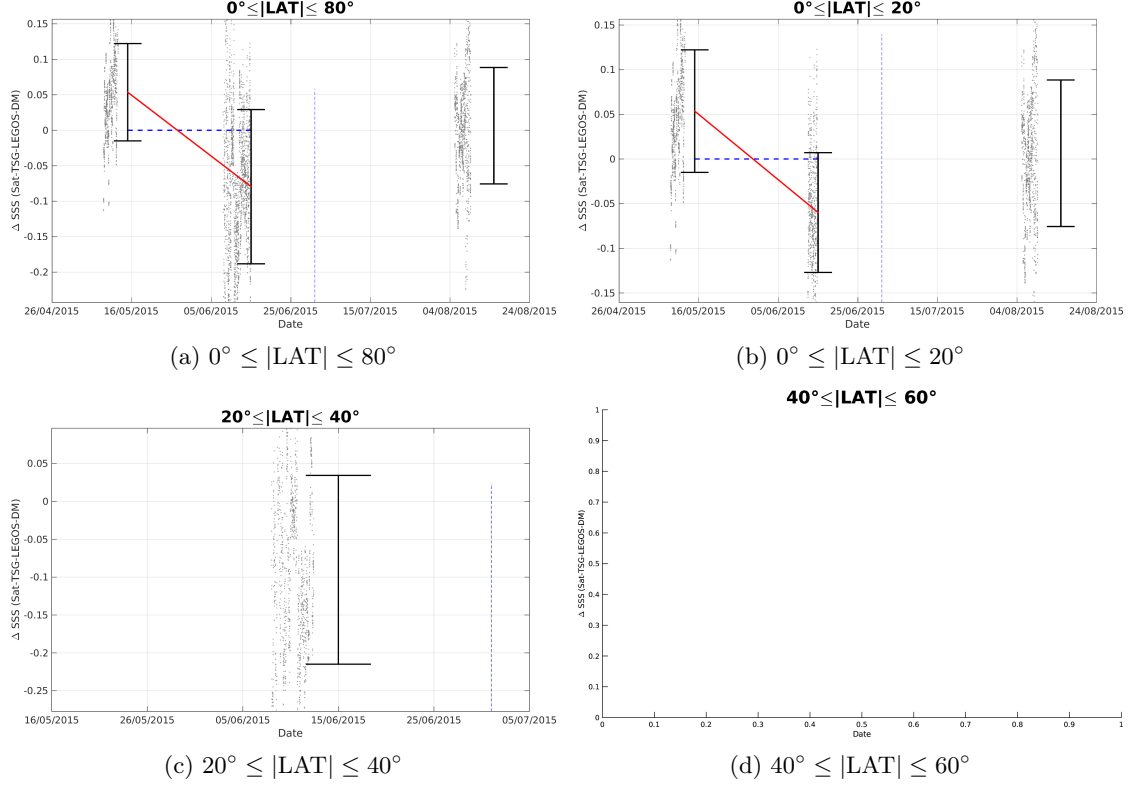 0°≤|LAT|≤ 80°
0.15
0.1
0.05
0
-0.05
-0.1
-0.15
-0.2
Δ SSS (Sat-TSG-LEGOS-DM)
26/04/2015 16/05/2015 05/06/2015 25/06/2015 15/07/2015 04/08/2015 24/08/2015
Date
(a) 0° ≤ |LAT| ≤ 80°
0°≤|LAT|≤ 20°
0.15
0.1
0.05
0
-0.05
-0.1
-0.15
Δ SSS (Sat-TSG-LEGOS-DM)
26/04/2015 16/05/2015 05/06/2015 25/06/2015 15/07/2015 04/08/2015 24/08/2015
Date
(b) 0° ≤ |LAT| ≤ 20°
20°≤|LAT|≤ 40°
0.05
0
-0.05
-0.1
-0.15
-0.2
-0.25
Δ SSS (Sat-TSG-LEGOS-DM)
16/05/2015 26/05/2015 05/06/2015 15/06/2015 25/06/2015 05/07/2015
Date
(c) 20° ≤ |LAT| ≤ 40°
40°≤|LAT|≤ 60°
1
0.9
0.8
0.7
0.6
0.5
0.4
0.3
0.2
0.1
0
Δ SSS (Sat-TSG-LEGOS-DM)
0 0.1 0.2 0.3 0.4 0.5 0.6 0.7 0.8 0.9 1
Date
(d) 40° ≤ |LAT| ≤ 60°